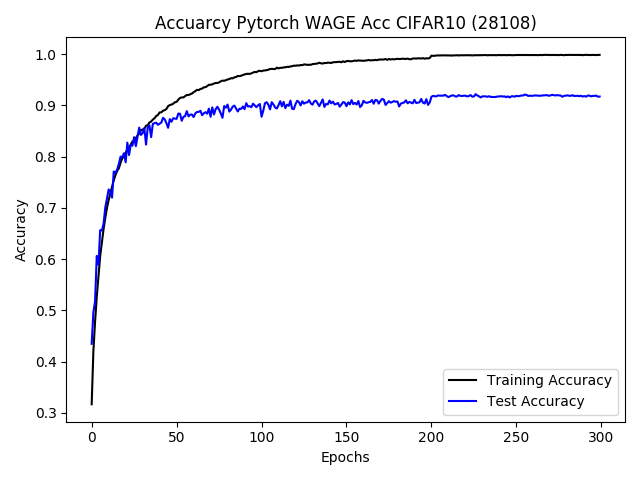 Accuarcy Pytorch WAGE Acc CIFAR10 (28108)
Accuracy
1.0
0.9
0.8
0.7
0.6
0.5
0.4
0.3
Training Accuracy
Test Accuracy
0 50 100 150 200 250 300
Epochs